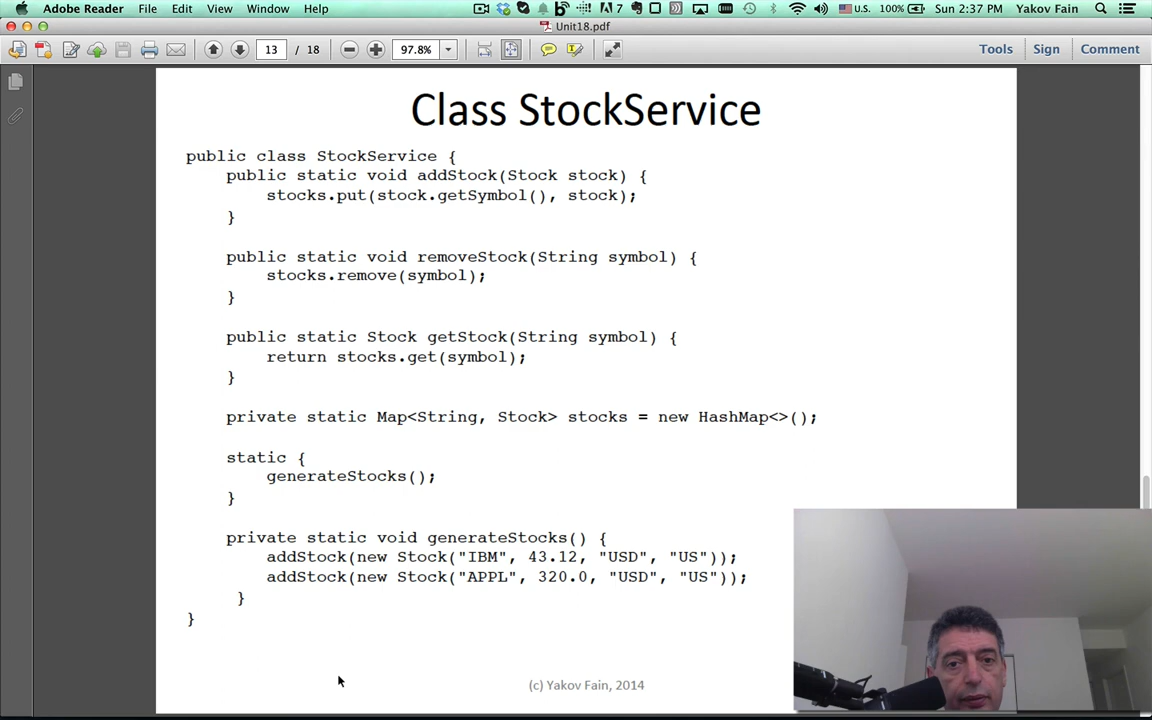 Adobe Reader File Edit View Window Help 7 U.S. 100% Sun 2:37 PM Yakov Fain
Unit18.pdf
13 / 18 97.8% Tools Sign Comment
Class StockService
public class StockService {
public static void addStock(Stock stock) {
stocks.put(stock.getSymbol(), stock);
}
public static void removeStock(String symbol) {
stocks.remove(symbol);
}
public static Stock getStock(String symbol) {
return stocks.get(symbol);
}
private static Map<String, Stock> stocks = new HashMap<>();
static {
generateStocks();
}
private static void generateStocks() {
addStock(new Stock("IBM", 43.12, "USD", "US"));
addStock(new Stock("APPL", 320.0, "USD", "US"));
}
}
(c) Yakov Fain, 2014